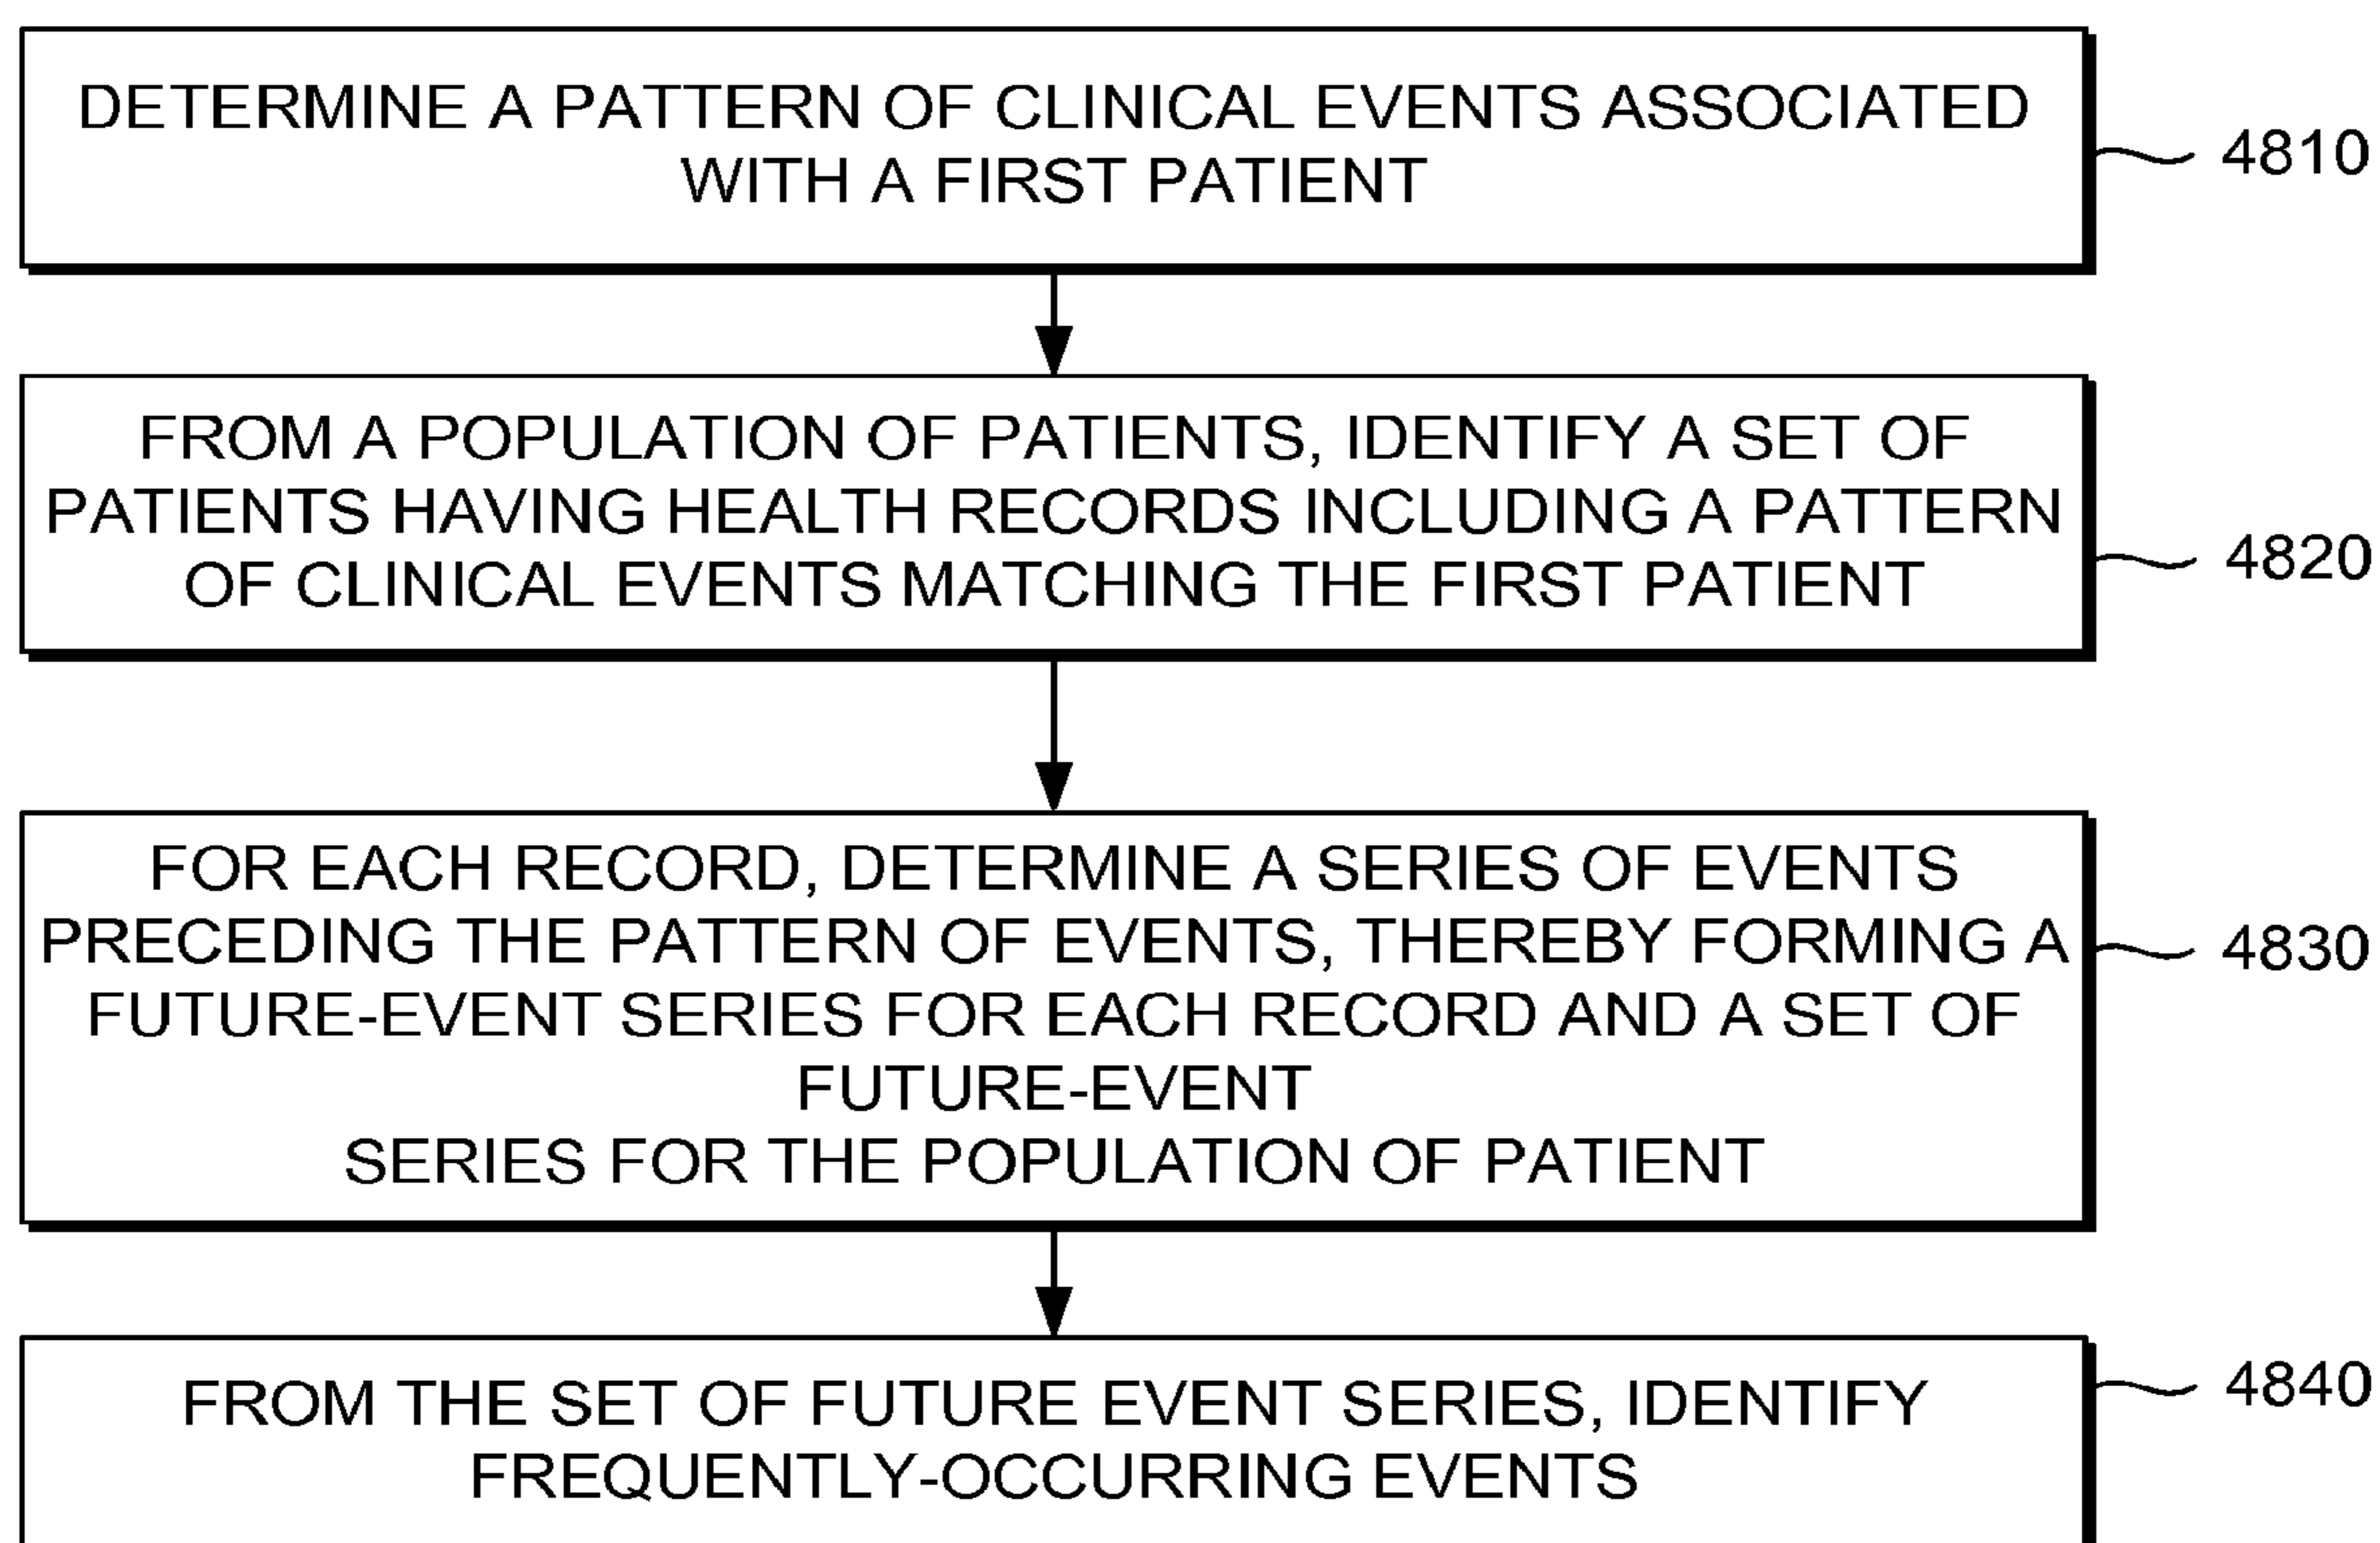 DETERMINE A PATTERN OF CLINICAL EVENTS ASSOCIATED
WITH A FIRST PATIENT
4810
FROM A POPULATION OF PATIENTS, IDENTIFY A SET OF
PATIENTS HAVING HEALTH RECORDS INCLUDING A PATTERN
OF CLINICAL EVENTS MATCHING THE FIRST PATIENT
4820
FOR EACH RECORD, DETERMINE A SERIES OF EVENTS
PRECEDING THE PATTERN OF EVENTS, THEREBY FORMING A
FUTURE-EVENT SERIES FOR EACH RECORD AND A SET OF
FUTURE-EVENT
SERIES FOR THE POPULATION OF PATIENT
4830
FROM THE SET OF FUTURE EVENT SERIES, IDENTIFY
FREQUENTLY-OCCURRING EVENTS
4840